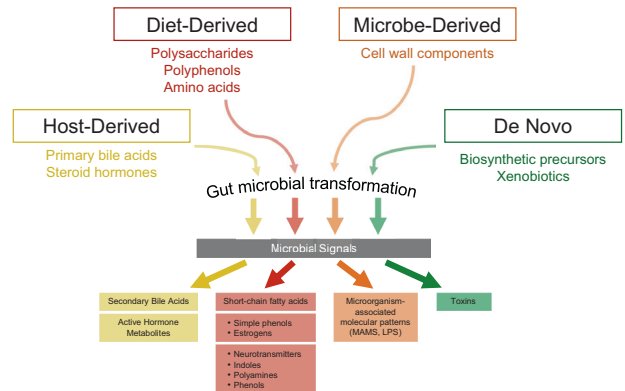 Diet-Derived
Polysaccharides
Polyphenols
Amino acids
Microbe-Derived
Cell wall components
Host-Derived
Primary bile acids
Steroid hormones
De Novo
Biosynthetic precursors
Xenobiotics
Gut microbial transformation
Microbial Signals
Secondary Bile Acids
Active Hormone
Metabolites
Short-chain fatty acids
• Simple phenols
• Estrogens
• Neurotransmitters
• Indoles
• Polyamines
• Phenols
Microorganism-
associated
molecular patterns
(MAMS, LPS)
Toxins